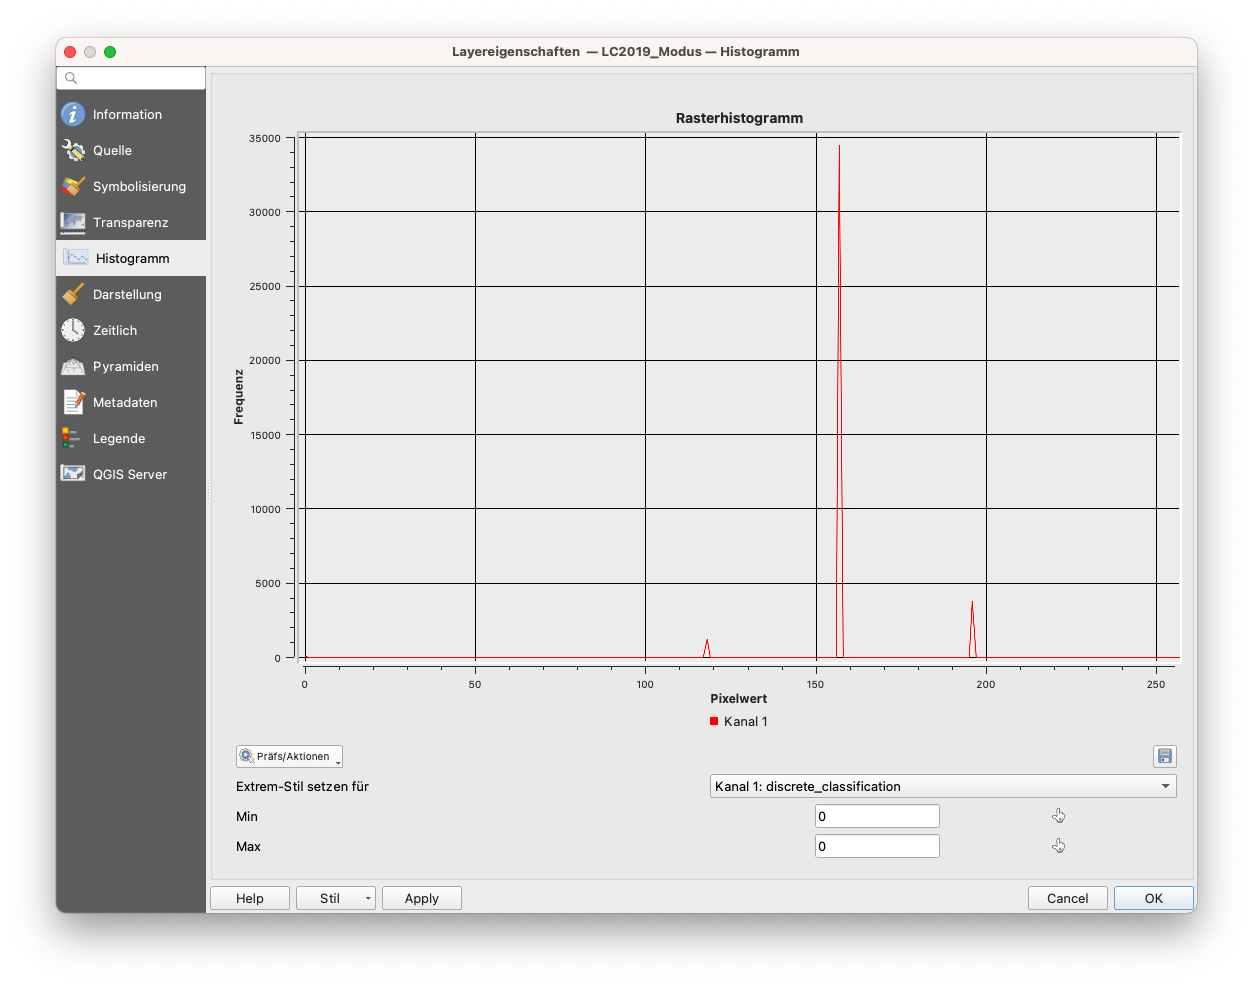 Layereigenschaften — LC2019_Modus — Histogramm
Information
Quelle
Symbolisierung
Transparenz
Histogramm
Darstellung
Zeitlich
Pyramiden
Metadaten
Legende
QGIS Server
Rasterhistogramm
35000
30000
25000
20000
15000
10000
5000
0
Frequenz
0 50 100 150 200 250
Pixelwert
Kanal 1
Präfs/Aktionen
Extrem-Stil setzen für Kanal 1: discrete_classification
Min 0
Max 0
Help Stil Apply Cancel OK